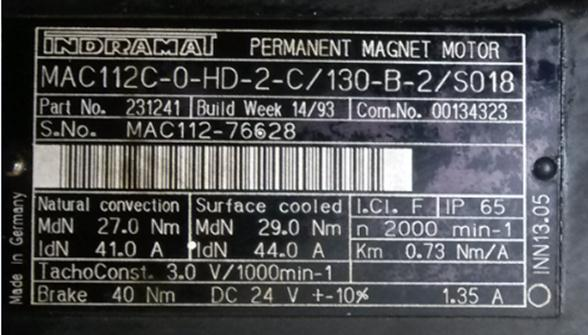 INDRAMAT PERMANENT MAGNET MOTOR
MAC112C-0-HD-2-C/130-B-2/S018
Part No. 231241 Build Week 14/93 Com.No. 00134323
S.No. MAC112-76628
Natural convection Surface cooled I.Cl. F IP 65
MdN 27.0 Nm MdN 29.0 Nm n 2000 min-1
IdN 41.0 A IdN 44.0 A Km 0.73 Nm/A
TachoConst. 3.0 V/1000min-1
Brake 40 Nm DC 24 V +-10% 1.35 A
Made in Germany
INN13.05